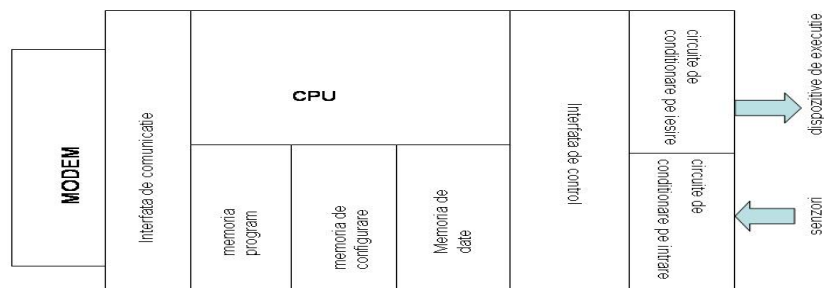 MODEM
Interfata de comunicatie
CPU
memoria
program
memoria de
configurare
Memoria de
date
Interfata de control
circuite de
conditionare pe iesire
circuite de
conditionare pe intrare
dispozitive de executie
senzori